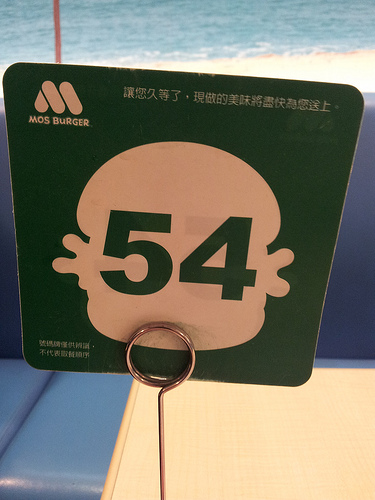 MOS BURGER
讓您久等了，現做的美味將盡快為您送上。
54
號碼牌僅供辨識，
不代表取餐順序